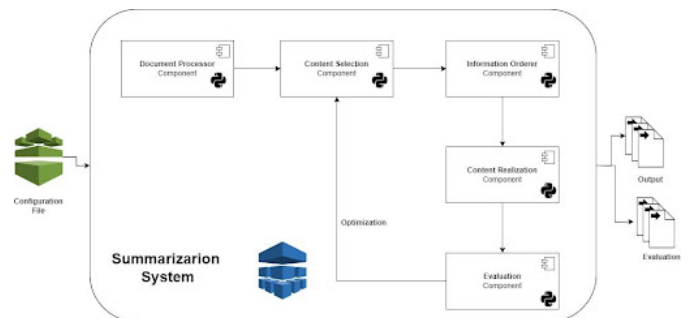 Document Processor
Component
Content Selection
Component
Information Orderer
Component
Configuration
File
Content Realization
Component
Output
Optimization
Summarizarion
System
Evaluation
Component
Evaluation